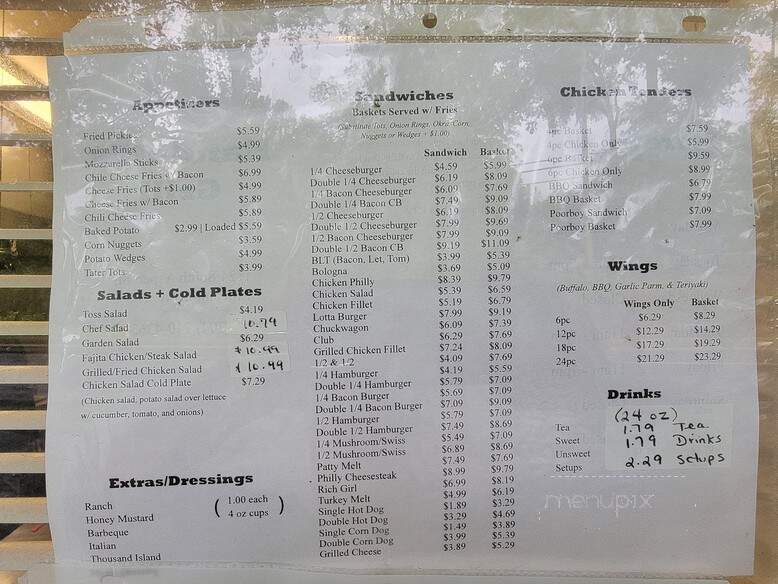 Appetizers
Fried Pickle $5.59
Onion Rings $4.99
Mozzarella Sticks $5.39
Chile Cheese Fries w/ Bacon $6.99
Cheese Fries (Tots +$1.00) $4.99
Cheese Fries w/ Bacon $5.89
Chili Cheese Fries $5.89
Baked Potato $2.99 | Loaded $5.59
Corn Nuggets $3.59
Potato Wedges $4.99
Tater Tots $3.99
Salads + Cold Plates
Toss Salad $4.19
Chef Salad 10.79
Garden Salad $6.29
Fajita Chicken/Steak Salad $10.49
Grilled/Fried Chicken Salad $10.49
Chicken Salad Cold Plate $7.29
(Chicken salad, potato salad over lettuce
w/ cucumber, tomato, and onions)
Extras/Dressings
Ranch
Honey Mustard
Barbeque
Italian
Thousand Island
( 1.00 each
4 oz cups )
Sandwiches
Baskets Served w/ Fries
(Substitute Tots, Onion Rings, Okra, Corn
Nuggets or Wedges + $1.00)
Sandwich Basket
1/4 Cheeseburger $4.59 $5.99
Double 1/4 Cheeseburger $6.19 $8.09
1/4 Bacon Cheeseburger $6.09 $7.69
Double 1/4 Bacon CB $7.49 $9.09
1/2 Cheeseburger $6.19 $8.09
Double 1/2 Cheeseburger $7.99 $9.69
1/2 Bacon Cheeseburger $7.99 $9.09
Double 1/2 Bacon CB $9.19 $11.09
BLT (Bacon, Let, Tom) $3.99 $5.39
Bologna $3.69 $5.09
Chicken Philly $8.39 $9.79
Chicken Salad $5.39 $6.59
Chicken Fillet $5.19 $6.79
Lotta Burger $7.99 $9.19
Chuckwagon $6.09 $7.39
Club $6.29 $7.69
Grilled Chicken Fillet $7.24 $8.09
1/2 & 1/2 $4.09 $7.69
1/4 Hamburger $4.19 $5.59
Double 1/4 Hamburger $5.79 $7.09
1/4 Bacon Burger $5.69 $7.09
Double 1/4 Bacon Burger $7.09 $9.09
1/2 Hamburger $5.79 $7.09
Double 1/2 Hamburger $7.49 $8.69
1/4 Mushroom/Swiss $5.49 $7.09
1/2 Mushroom/Swiss $6.89 $8.69
Patty Melt $7.49 $7.69
Philly Cheesesteak $8.99 $9.79
Rich Girl $6.99 $8.19
Turkey Melt $4.99 $6.19
Single Hot Dog $1.89 $3.29
Double Hot Dog $3.29 $4.69
Single Corn Dog $1.49 $3.89
Double Corn Dog $3.99 $5.39
Grilled Cheese $3.89 $5.29
Chicken Tenders
4pc Basket $7.59
4pc Chicken Only $5.99
6pc Basket $9.59
6pc Chicken Only $8.99
BBQ Sandwich $6.79
BBQ Basket $7.99
Poorboy Sandwich $7.09
Poorboy Basket $7.99
Wings
(Buffalo, BBQ, Garlic Parm, & Teriyaki)
Wings Only Basket
6pc $6.29 $8.29
12pc $12.29 $14.29
18pc $17.29 $19.29
24pc $21.29 $23.29
Drinks
(24 oz)
Tea 1.79 Tea
Sweet 1.79 Drinks
Unsweet
Setups 2.29 Setups
menupix